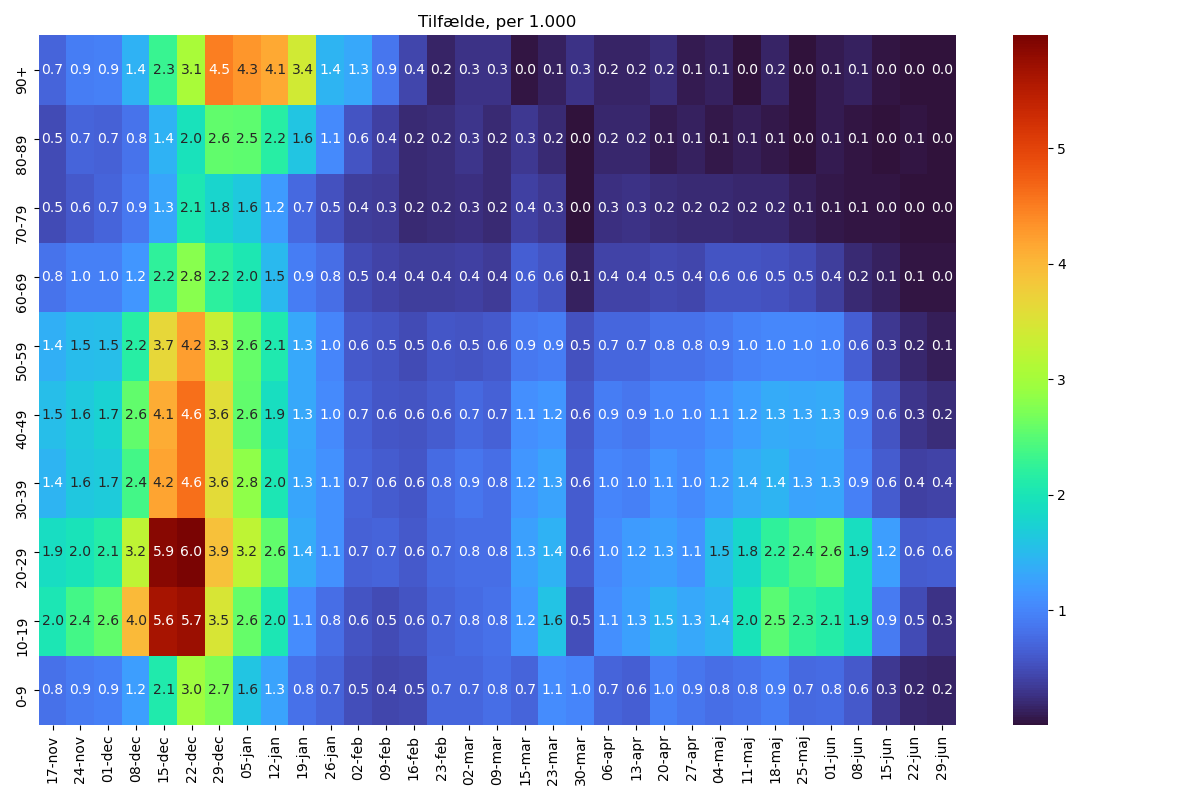 Tilfælde, per 1.000
90+ 0.7 0.9 0.9 1.4 2.3 3.1 4.5 4.3 4.1 3.4 1.4 1.3 0.9 0.4 0.2 0.3 0.3 0.0 0.1 0.3 0.2 0.2 0.2 0.1 0.1 0.0 0.2 0.0 0.1 0.1 0.0 0.0 0.0
80-89 0.5 0.7 0.7 0.8 1.4 2.0 2.6 2.5 2.2 1.6 1.1 0.6 0.4 0.2 0.2 0.3 0.2 0.3 0.2 0.0 0.2 0.2 0.1 0.1 0.1 0.1 0.1 0.0 0.1 0.1 0.0 0.1 0.0
70-79 0.5 0.6 0.7 0.9 1.3 2.1 1.8 1.6 1.2 0.7 0.5 0.4 0.3 0.2 0.2 0.3 0.2 0.4 0.3 0.0 0.3 0.3 0.2 0.2 0.2 0.2 0.2 0.1 0.1 0.1 0.0 0.0 0.0
60-69 0.8 1.0 1.0 1.2 2.2 2.8 2.2 2.0 1.5 0.9 0.8 0.5 0.4 0.4 0.4 0.4 0.4 0.6 0.6 0.1 0.4 0.4 0.5 0.4 0.6 0.6 0.5 0.5 0.4 0.2 0.1 0.1 0.0
50-59 1.4 1.5 1.5 2.2 3.7 4.2 3.3 2.6 2.1 1.3 1.0 0.6 0.5 0.5 0.6 0.5 0.6 0.9 0.9 0.5 0.7 0.7 0.8 0.8 0.9 1.0 1.0 1.0 1.0 0.6 0.3 0.2 0.1
40-49 1.5 1.6 1.7 2.6 4.1 4.6 3.6 2.6 1.9 1.3 1.0 0.7 0.6 0.6 0.6 0.7 0.7 1.1 1.2 0.6 0.9 0.9 1.0 1.0 1.1 1.2 1.3 1.3 1.3 0.9 0.6 0.3 0.2
30-39 1.4 1.6 1.7 2.4 4.2 4.6 3.6 2.8 2.0 1.3 1.1 0.7 0.6 0.6 0.8 0.9 0.8 1.2 1.3 0.6 1.0 1.0 1.1 1.0 1.2 1.4 1.4 1.3 1.3 0.9 0.6 0.4 0.4
20-29 1.9 2.0 2.1 3.2 5.9 6.0 3.9 3.2 2.6 1.4 1.1 0.7 0.7 0.6 0.7 0.8 0.8 1.3 1.4 0.6 1.0 1.2 1.3 1.1 1.5 1.8 2.2 2.4 2.6 1.9 1.2 0.6 0.6
10-19 2.0 2.4 2.6 4.0 5.6 5.7 3.5 2.6 2.0 1.1 0.8 0.6 0.5 0.6 0.7 0.8 0.8 1.2 1.6 0.5 1.1 1.3 1.5 1.3 1.4 2.0 2.5 2.3 2.1 1.9 0.9 0.5 0.3
0-9 0.8 0.9 0.9 1.2 2.1 3.0 2.7 1.6 1.3 0.8 0.7 0.5 0.4 0.5 0.7 0.7 0.8 0.7 1.1 1.0 0.7 0.6 1.0 0.9 0.8 0.8 0.9 0.7 0.8 0.6 0.3 0.2 0.2
17-nov 24-nov 01-dec 08-dec 15-dec 22-dec 29-dec 05-jan 12-jan 19-jan 26-jan 02-feb 09-feb 16-feb 23-feb 02-mar 09-mar 15-mar 23-mar 30-mar 06-apr 13-apr 20-apr 27-apr 04-maj 11-maj 18-maj 25-maj 01-jun 08-jun 15-jun 22-jun 29-jun
5
4
3
2
1